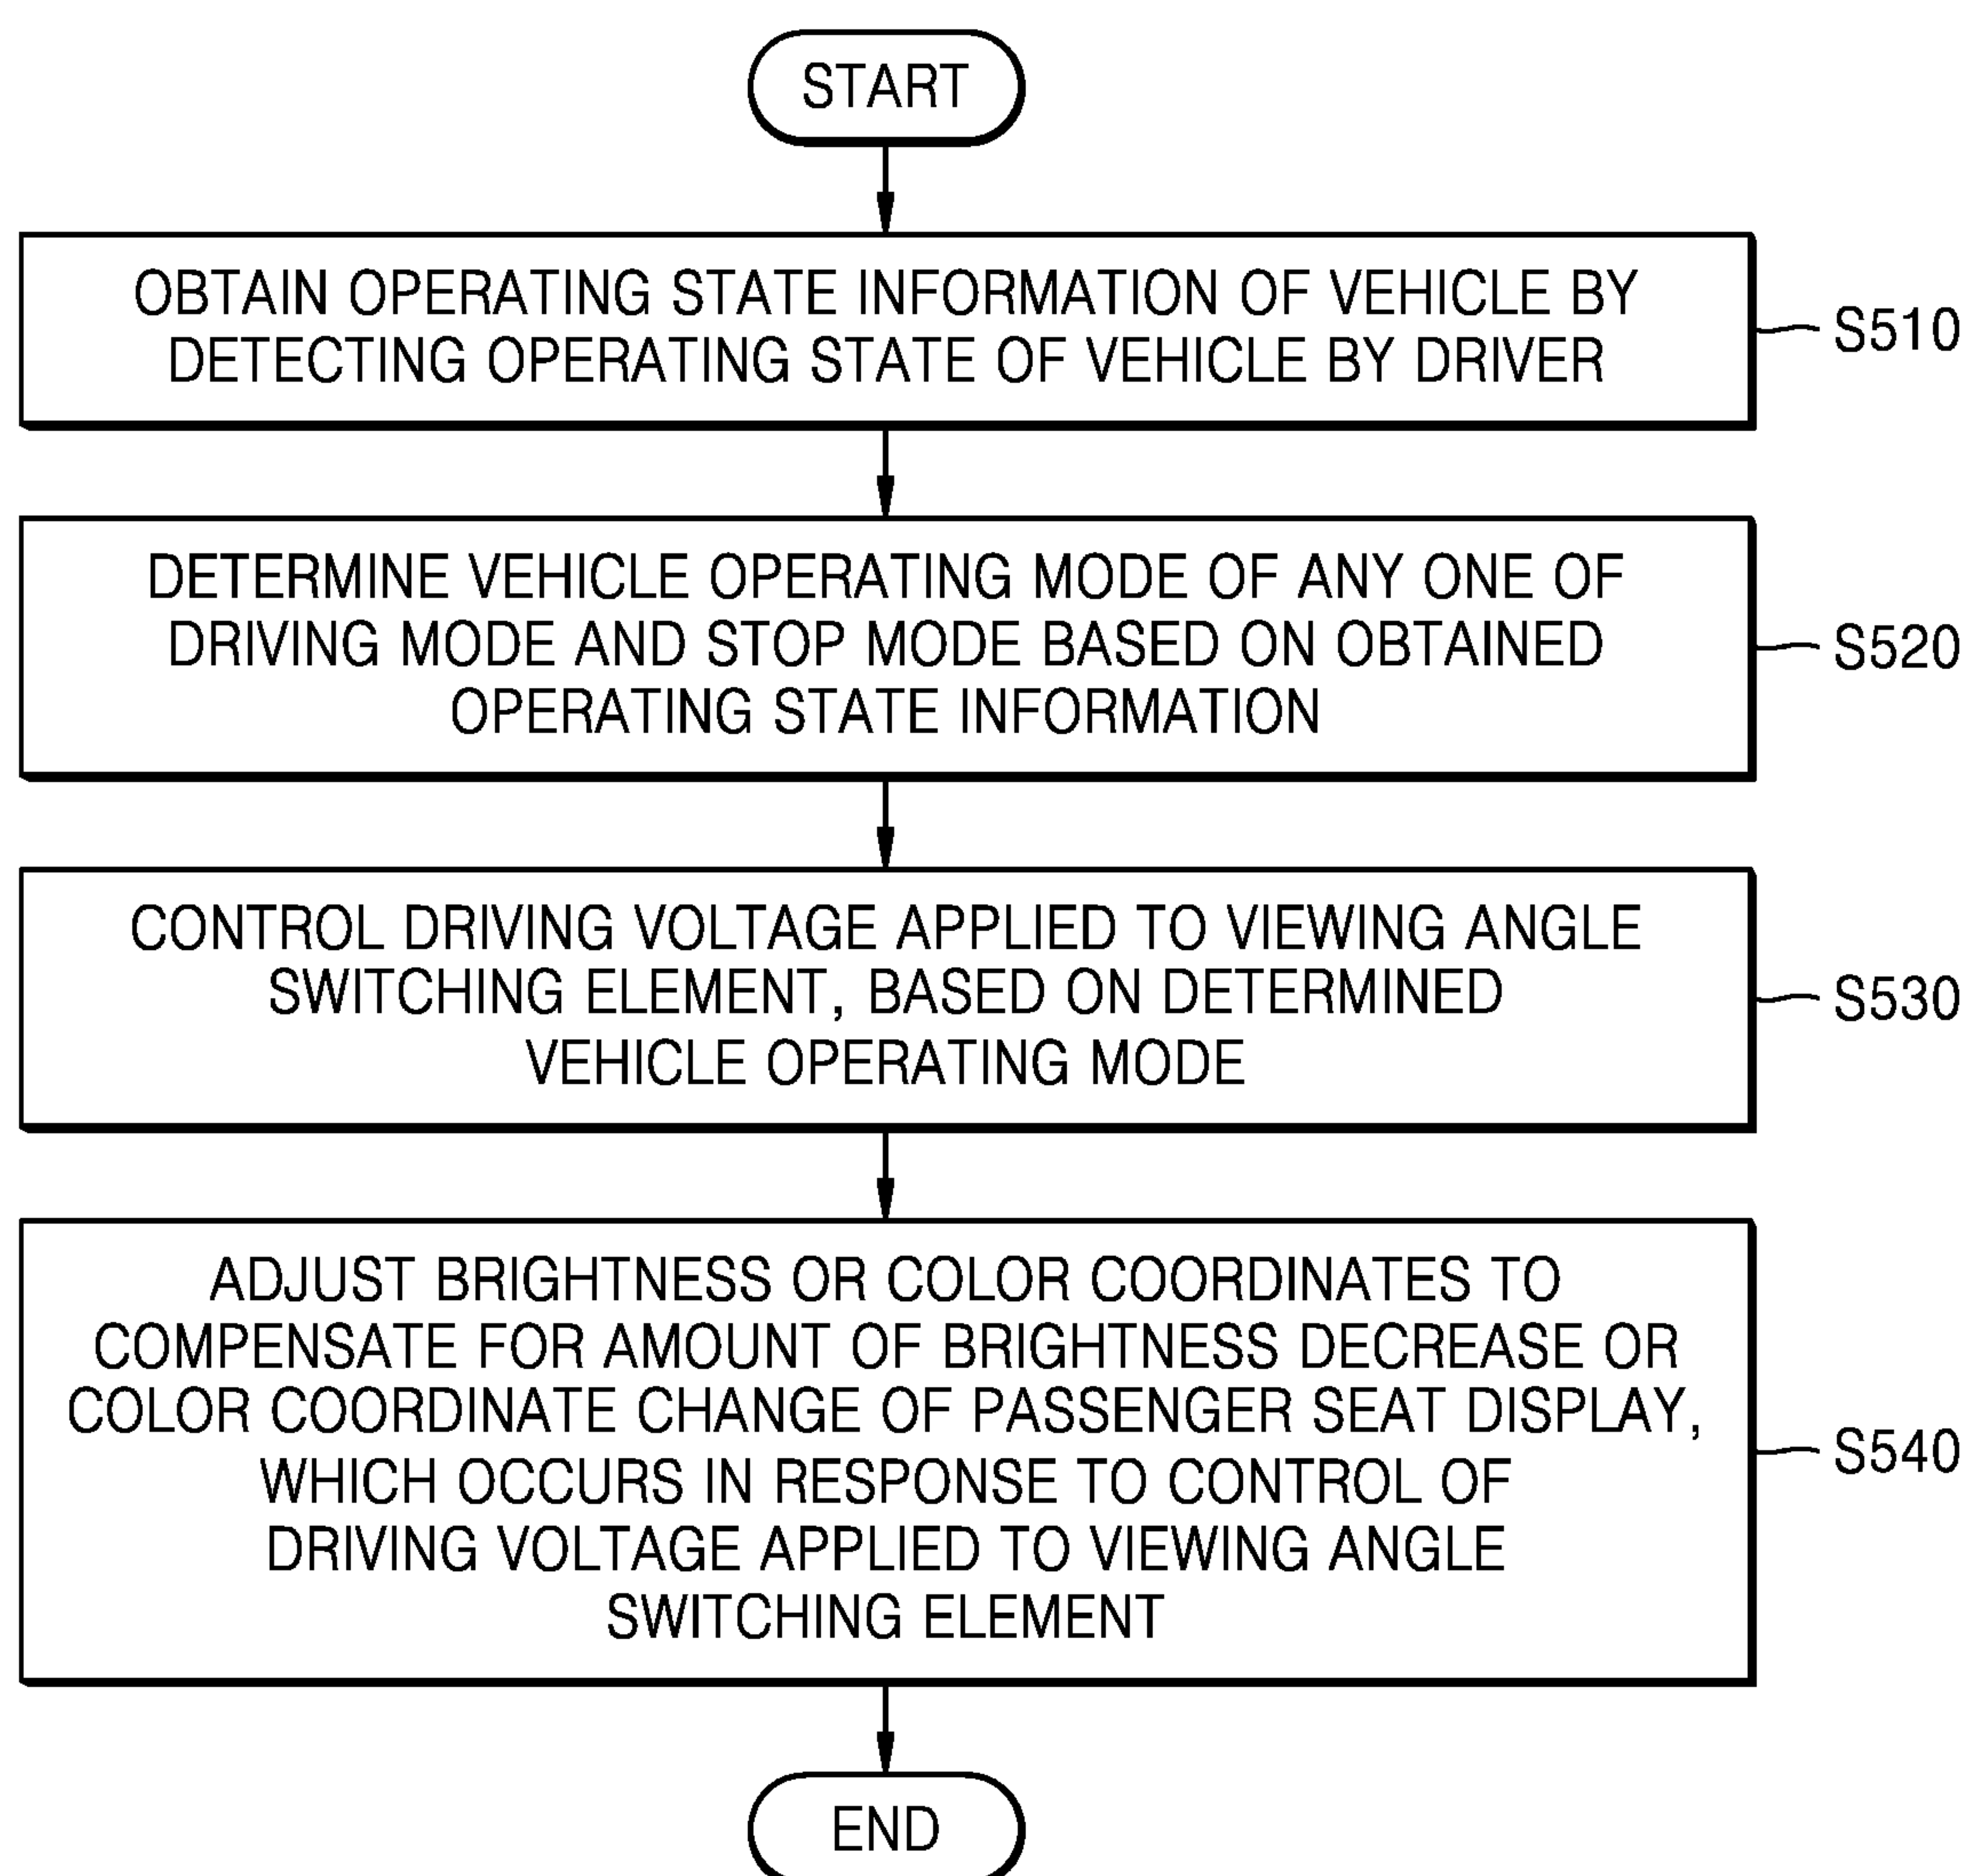 START
OBTAIN OPERATING STATE INFORMATION OF VEHICLE BY
DETECTING OPERATING STATE OF VEHICLE BY DRIVER
S510
DETERMINE VEHICLE OPERATING MODE OF ANY ONE OF
DRIVING MODE AND STOP MODE BASED ON OBTAINED
OPERATING STATE INFORMATION
S520
CONTROL DRIVING VOLTAGE APPLIED TO VIEWING ANGLE
SWITCHING ELEMENT, BASED ON DETERMINED
VEHICLE OPERATING MODE
S530
ADJUST BRIGHTNESS OR COLOR COORDINATES TO
COMPENSATE FOR AMOUNT OF BRIGHTNESS DECREASE OR
COLOR COORDINATE CHANGE OF PASSENGER SEAT DISPLAY,
WHICH OCCURS IN RESPONSE TO CONTROL OF
DRIVING VOLTAGE APPLIED TO VIEWING ANGLE
SWITCHING ELEMENT
S540
END